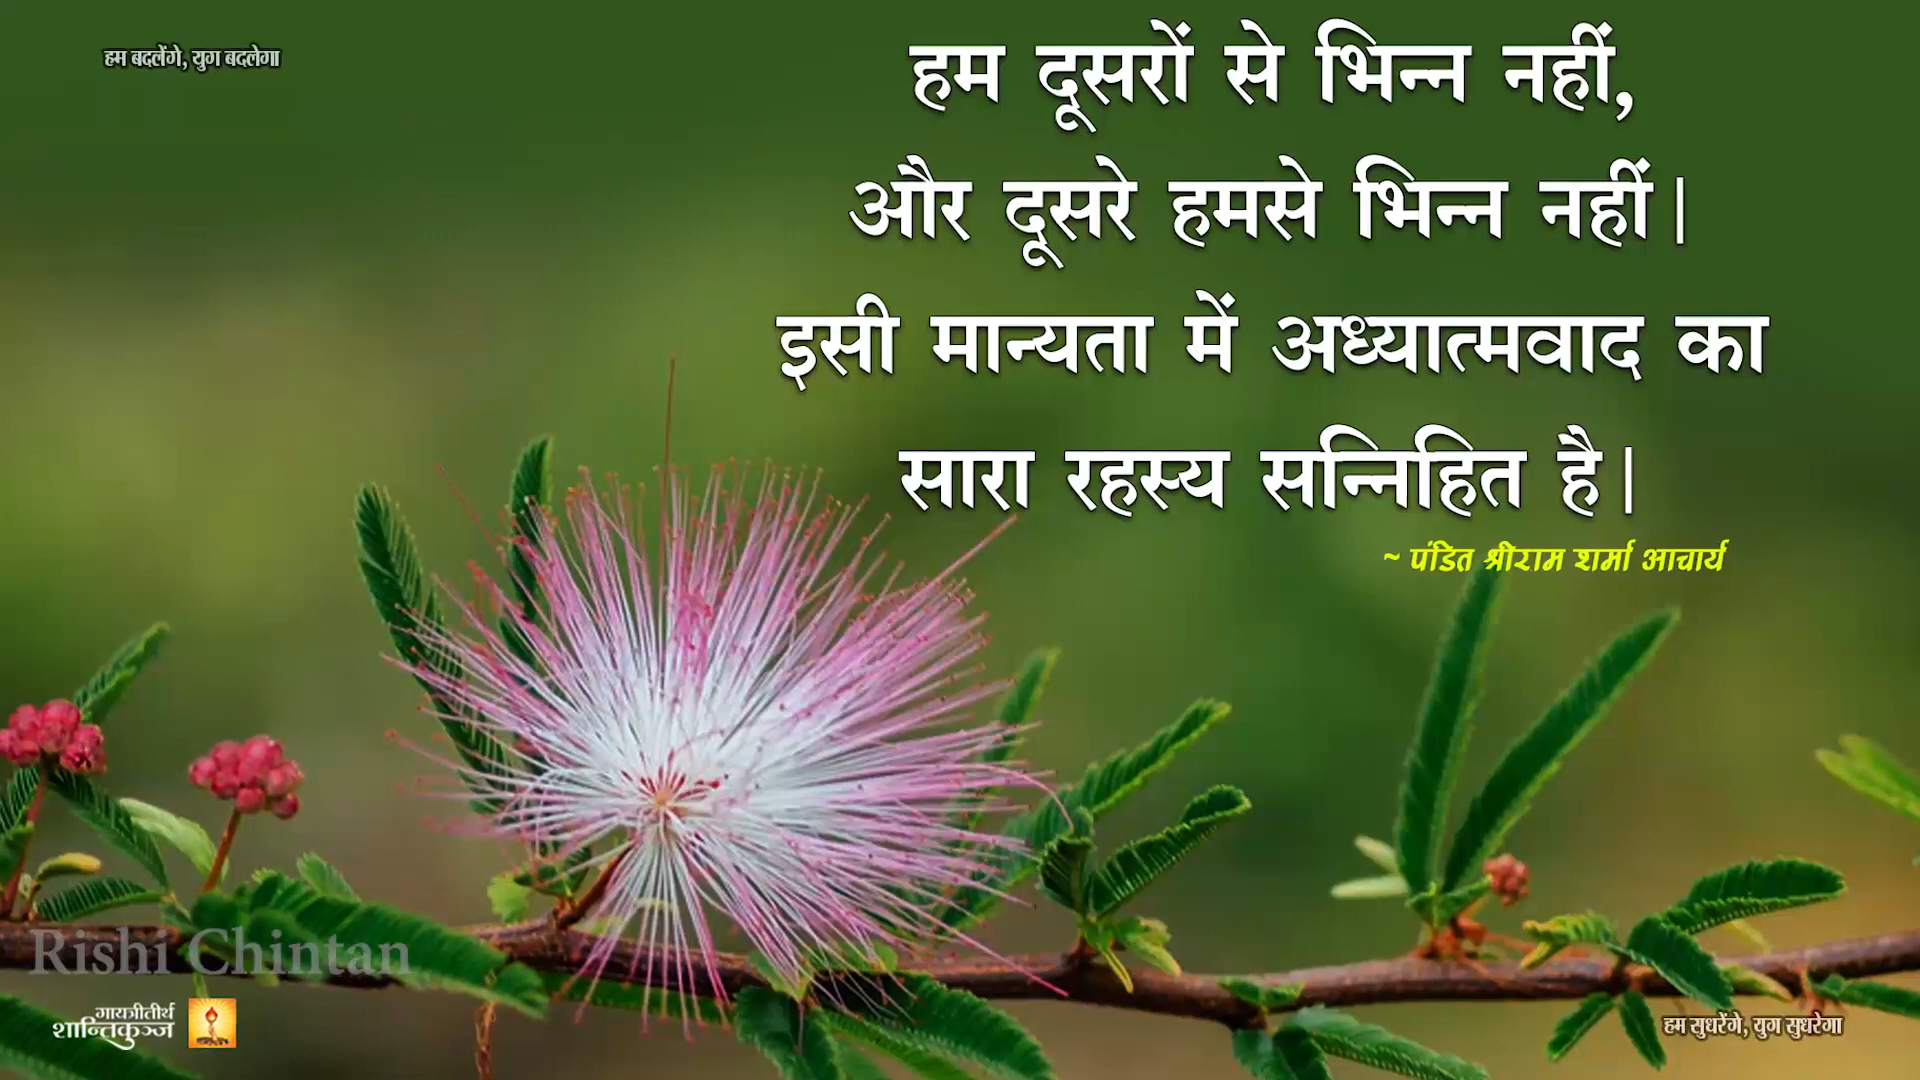 हम बदलेंगे, युग बदलेगा
हम दूसरों से भिन्न नहीं,
और दूसरे हमसे भिन्न नहीं|
इसी मान्यता में अध्यात्मवाद का
सारा रहस्य सन्निहित है|
~ पंडित श्रीराम शर्मा आचार्य
Rishi Chintan
गायत्रीतीर्थ
शान्तिकुञ्ज
हम सुधरेंगे, युग सुधरेगा